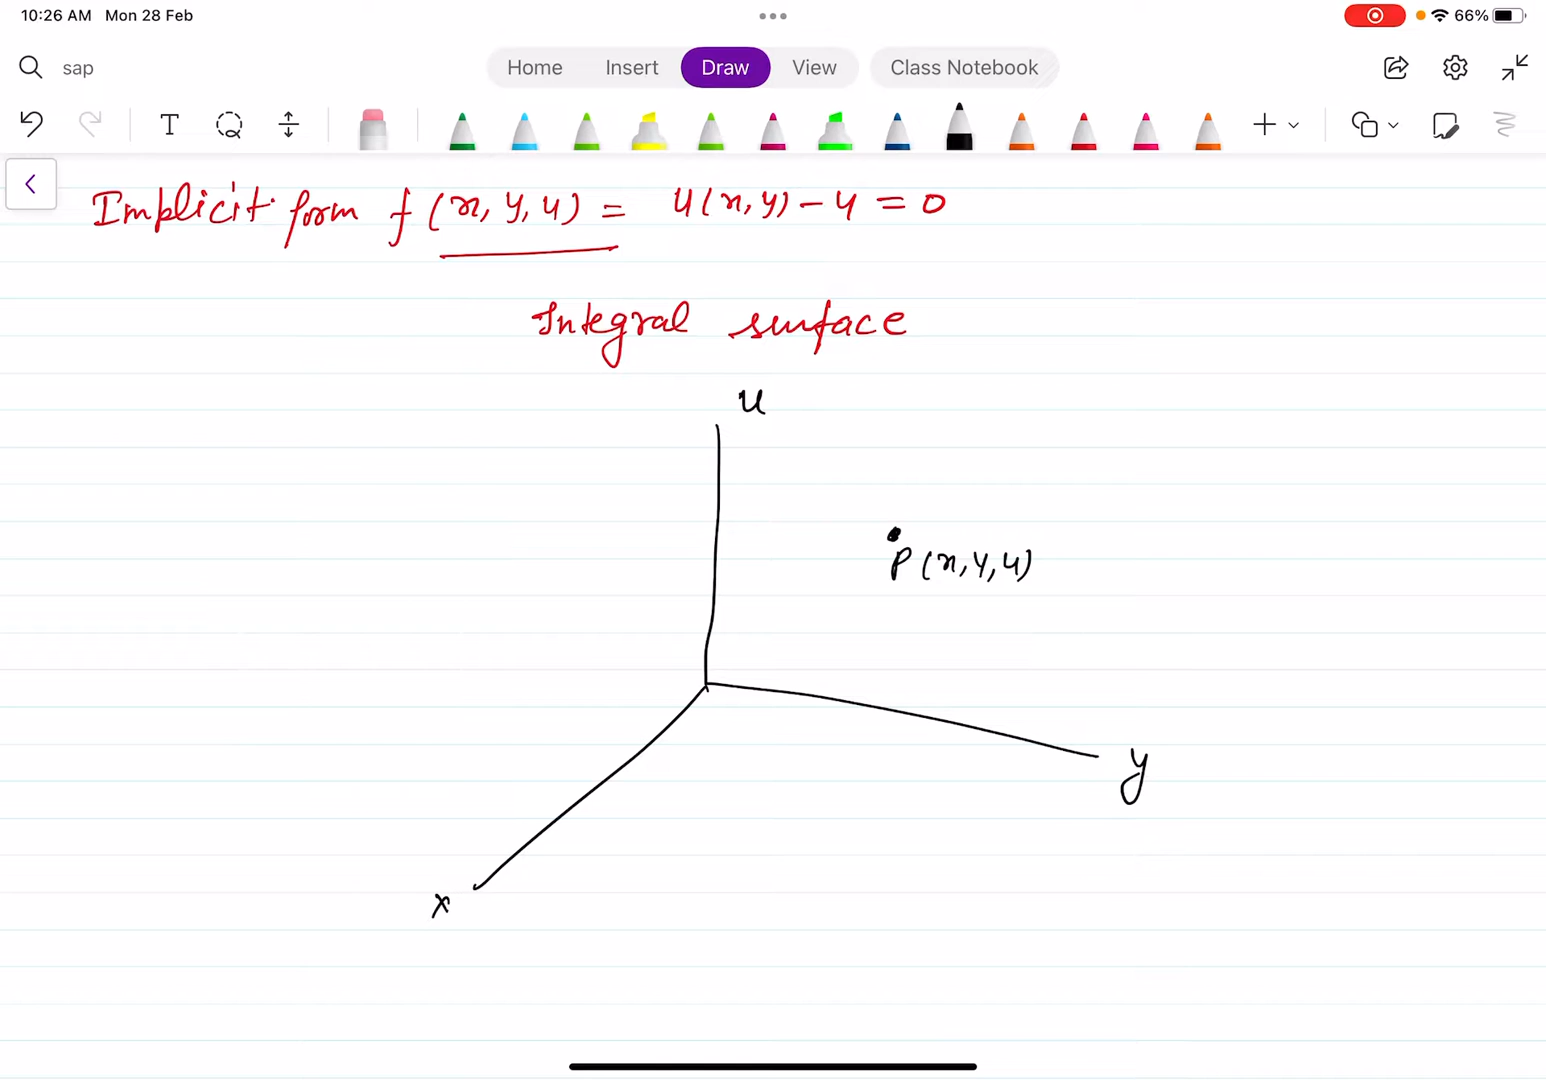 10:26 AM Mon 28 Feb
66%
sap
Home Insert Draw View Class Notebook
T
Implicit form f(x, y, u) = u(x, y) - u = 0
Integral surface
u
P(x, y, u)
y
x